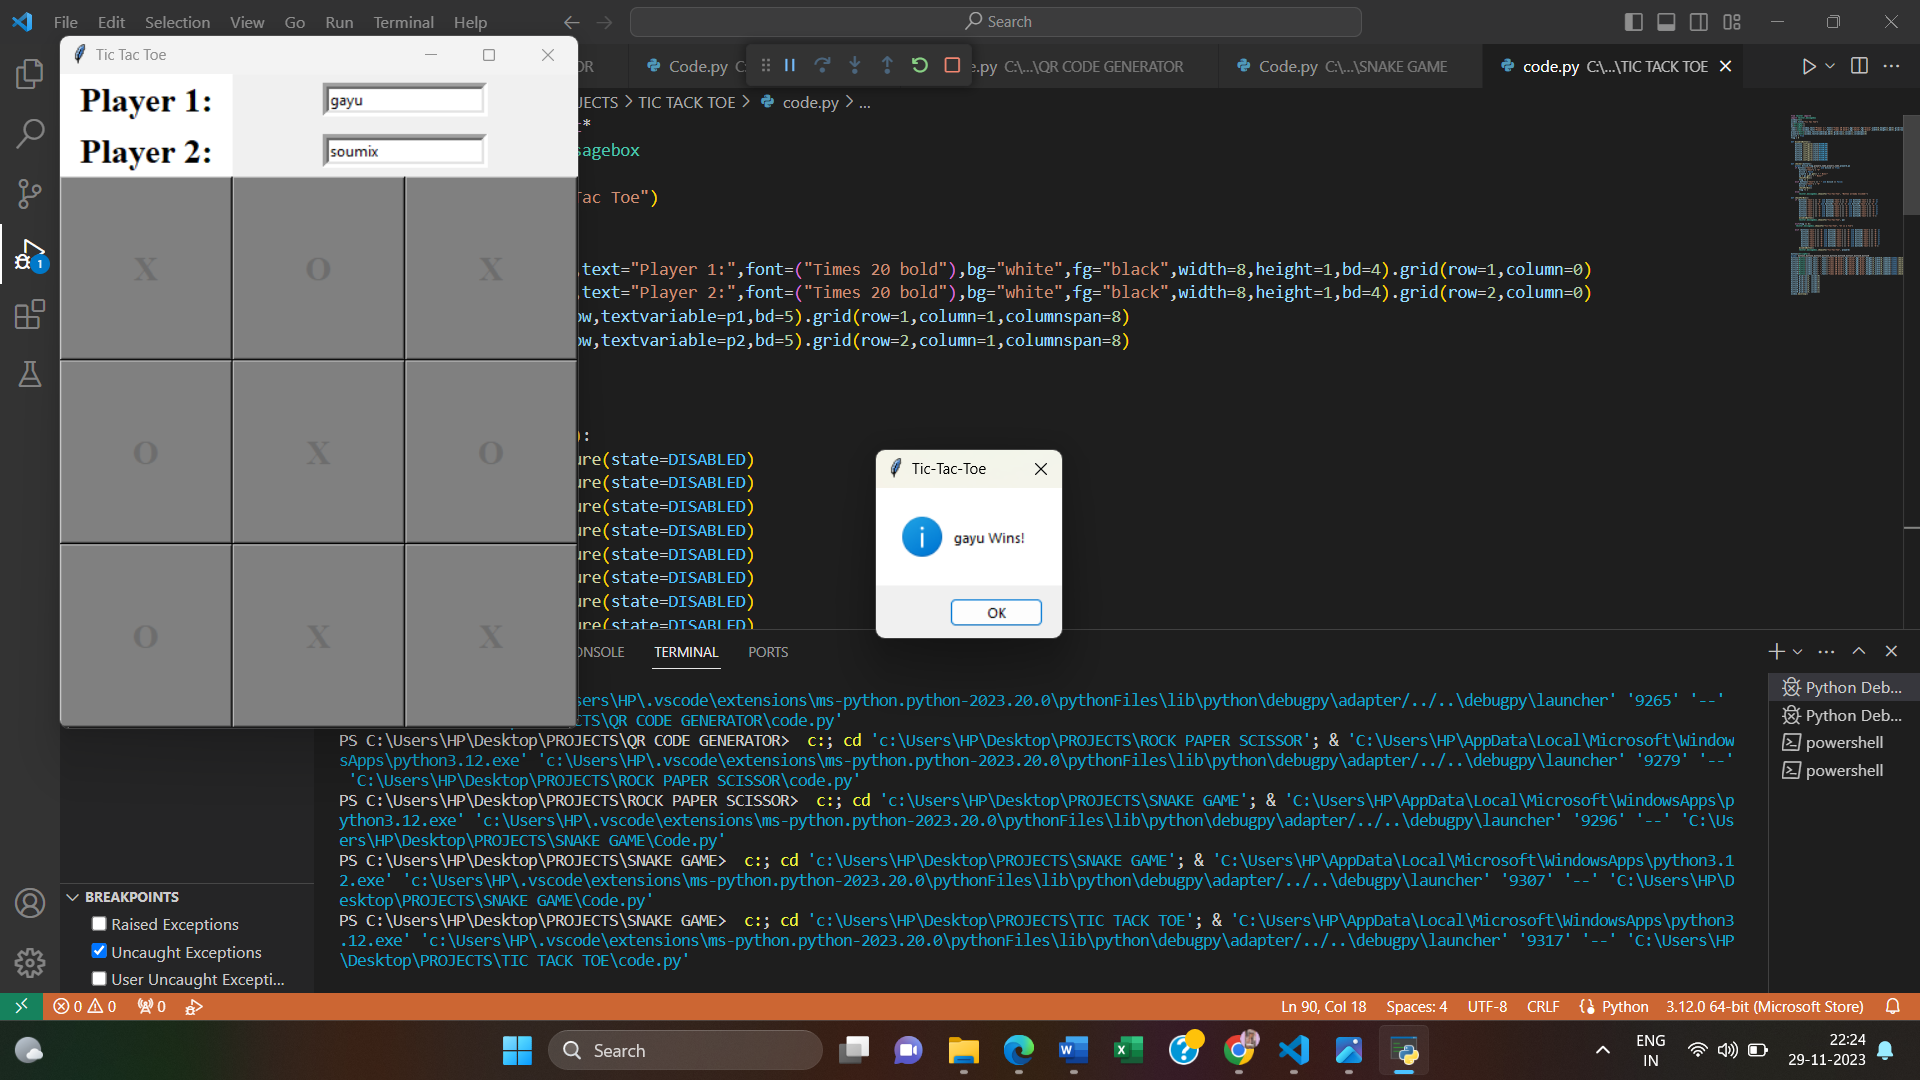 File Edit Selection View Go Run Terminal Help
Search
Tic Tac Toe
Player 1: gayu
Player 2: soumix
X O X
O X O
O X X
OR
Code.py C
e.py C:\...\QR CODE GENERATOR
Code.py C:\...\SNAKE GAME
code.py C:\...\TIC TACK TOE
JECTS > TIC TACK TOE > code.py > ...
*
sagebox
Tac Toe")
,text="Player 1:",font=("Times 20 bold"),bg="white",fg="black",width=8,height=1,bd=4).grid(row=1,column=0)
,text="Player 2:",font=("Times 20 bold"),bg="white",fg="black",width=8,height=1,bd=4).grid(row=2,column=0)
ow,textvariable=p1,bd=5).grid(row=1,column=1,columnspan=8)
ow,textvariable=p2,bd=5).grid(row=2,column=1,columnspan=8)
):
ure(state=DISABLED)
ure(state=DISABLED)
ure(state=DISABLED)
ure(state=DISABLED)
ure(state=DISABLED)
ure(state=DISABLED)
ure(state=DISABLED)
ure(state=DISABLED)
Tic-Tac-Toe
gayu Wins!
OK
ONSOLE TERMINAL PORTS
sers\HP\.vscode\extensions\ms-python.python-2023.20.0\pythonFiles\lib\python\debugpy\adapter/../..\debugpy\launcher' '9265' '--'
CTS\QR CODE GENERATOR\code.py'
PS C:\Users\HP\Desktop\PROJECTS\QR CODE GENERATOR> c:; cd 'c:\Users\HP\Desktop\PROJECTS\ROCK PAPER SCISSOR'; & 'C:\Users\HP\AppData\Local\Microsoft\Window
sApps\python3.12.exe' 'c:\Users\HP\.vscode\extensions\ms-python.python-2023.20.0\pythonFiles\lib\python\debugpy\adapter/../..\debugpy\launcher' '9279' '--'
'C:\Users\HP\Desktop\PROJECTS\ROCK PAPER SCISSOR\code.py'
PS C:\Users\HP\Desktop\PROJECTS\ROCK PAPER SCISSOR> c:; cd 'c:\Users\HP\Desktop\PROJECTS\SNAKE GAME'; & 'C:\Users\HP\AppData\Local\Microsoft\WindowsApps\p
ython3.12.exe' 'c:\Users\HP\.vscode\extensions\ms-python.python-2023.20.0\pythonFiles\lib\python\debugpy\adapter/../..\debugpy\launcher' '9296' '--' 'C:\Us
ers\HP\Desktop\PROJECTS\SNAKE GAME\Code.py'
PS C:\Users\HP\Desktop\PROJECTS\SNAKE GAME> c:; cd 'c:\Users\HP\Desktop\PROJECTS\SNAKE GAME'; & 'C:\Users\HP\AppData\Local\Microsoft\WindowsApps\python3.1
2.exe' 'c:\Users\HP\.vscode\extensions\ms-python.python-2023.20.0\pythonFiles\lib\python\debugpy\adapter/../..\debugpy\launcher' '9307' '--' 'C:\Users\HP\D
esktop\PROJECTS\SNAKE GAME\Code.py'
PS C:\Users\HP\Desktop\PROJECTS\SNAKE GAME> c:; cd 'c:\Users\HP\Desktop\PROJECTS\TIC TACK TOE'; & 'C:\Users\HP\AppData\Local\Microsoft\WindowsApps\python3
.12.exe' 'c:\Users\HP\.vscode\extensions\ms-python.python-2023.20.0\pythonFiles\lib\python\debugpy\adapter/../..\debugpy\launcher' '9317' '--' 'C:\Users\HP
\Desktop\PROJECTS\TIC TACK TOE\code.py'
Python Deb...
Python Deb...
powershell
powershell
1
BREAKPOINTS
Raised Exceptions
Uncaught Exceptions
User Uncaught Excepti...
0 0 0
Ln 90, Col 18 Spaces: 4 UTF-8 CRLF Python 3.12.0 64-bit (Microsoft Store)
Search
ENG
IN
22:24
29-11-2023